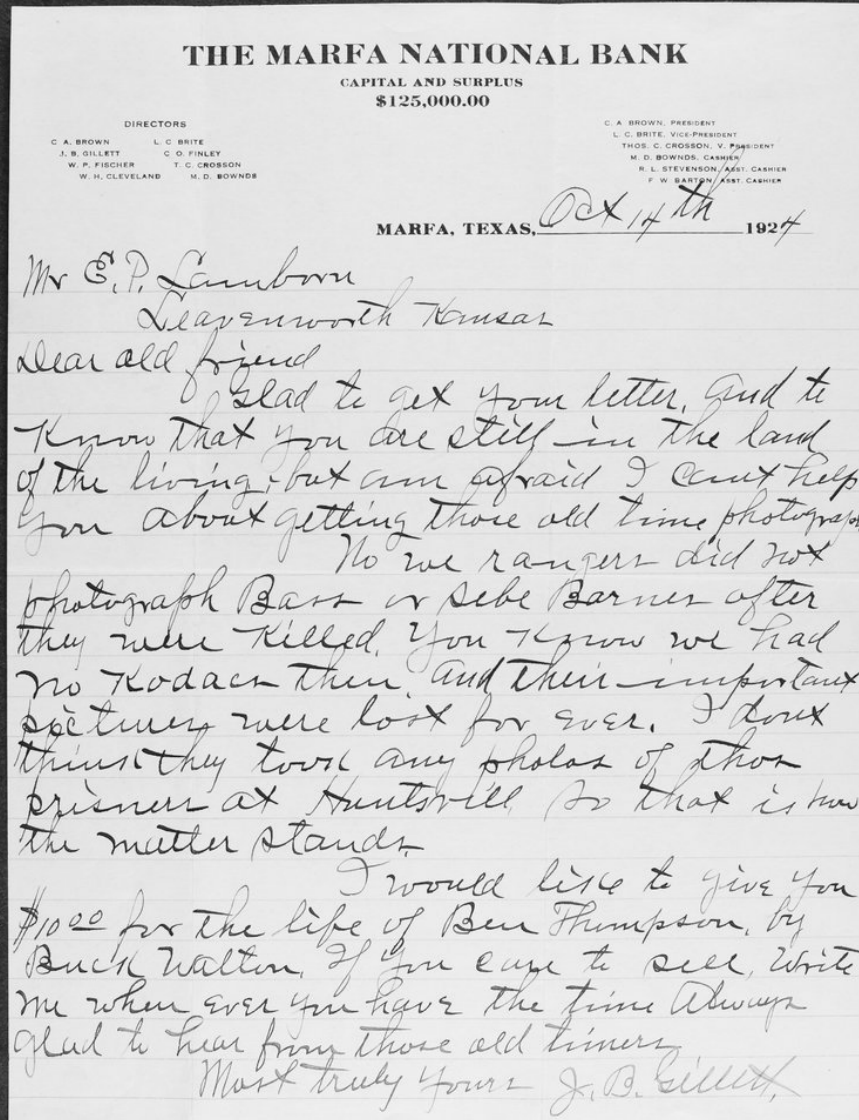 THE MARFA NATIONAL BANK
CAPITAL AND SURPLUS
$125,000.00
DIRECTORS
C A BROWN L. C BRITE
J. B. GILLETT C O. FINLEY
W. P. FISCHER T. C. CROSSON
W. H. CLEVELAND M. D. BOWNDS
C. A BROWN, PRESIDENT
L. C. BRITE, VICE-PRESIDENT
THOS. C. CROSSON, V. PRESIDENT
M. D. BOWNDS, CASHIER
R. L. STEVENSON, ASST. CASHIER
F W BARTON, ASST. CASHIER
MARFA, TEXAS, Oct 14th 1924
Mr E. P. Lamborn
Leavenworth Kansas
Dear old friend
Glad to get your letter, and to
Know that you are still in the land
of the living, but am afraid I cant help
you about getting those old time photograph
No we rangers did not
photograph Bass or Sebe Barnes after
they were Killed, You Know we had
no Kodacs then, and their important
pictures were lost for ever. I dont
think they took any photos of thos
prisners at Huntsvill, so that is how
the matter stands.
I would like to give you
$10.00 for the life of Ben Thompson, by
Buck Walton, If you care to sell, Write
me when ever you have the time Always
glad to hear from those old timers
Most truly yours J. B. Gillett.